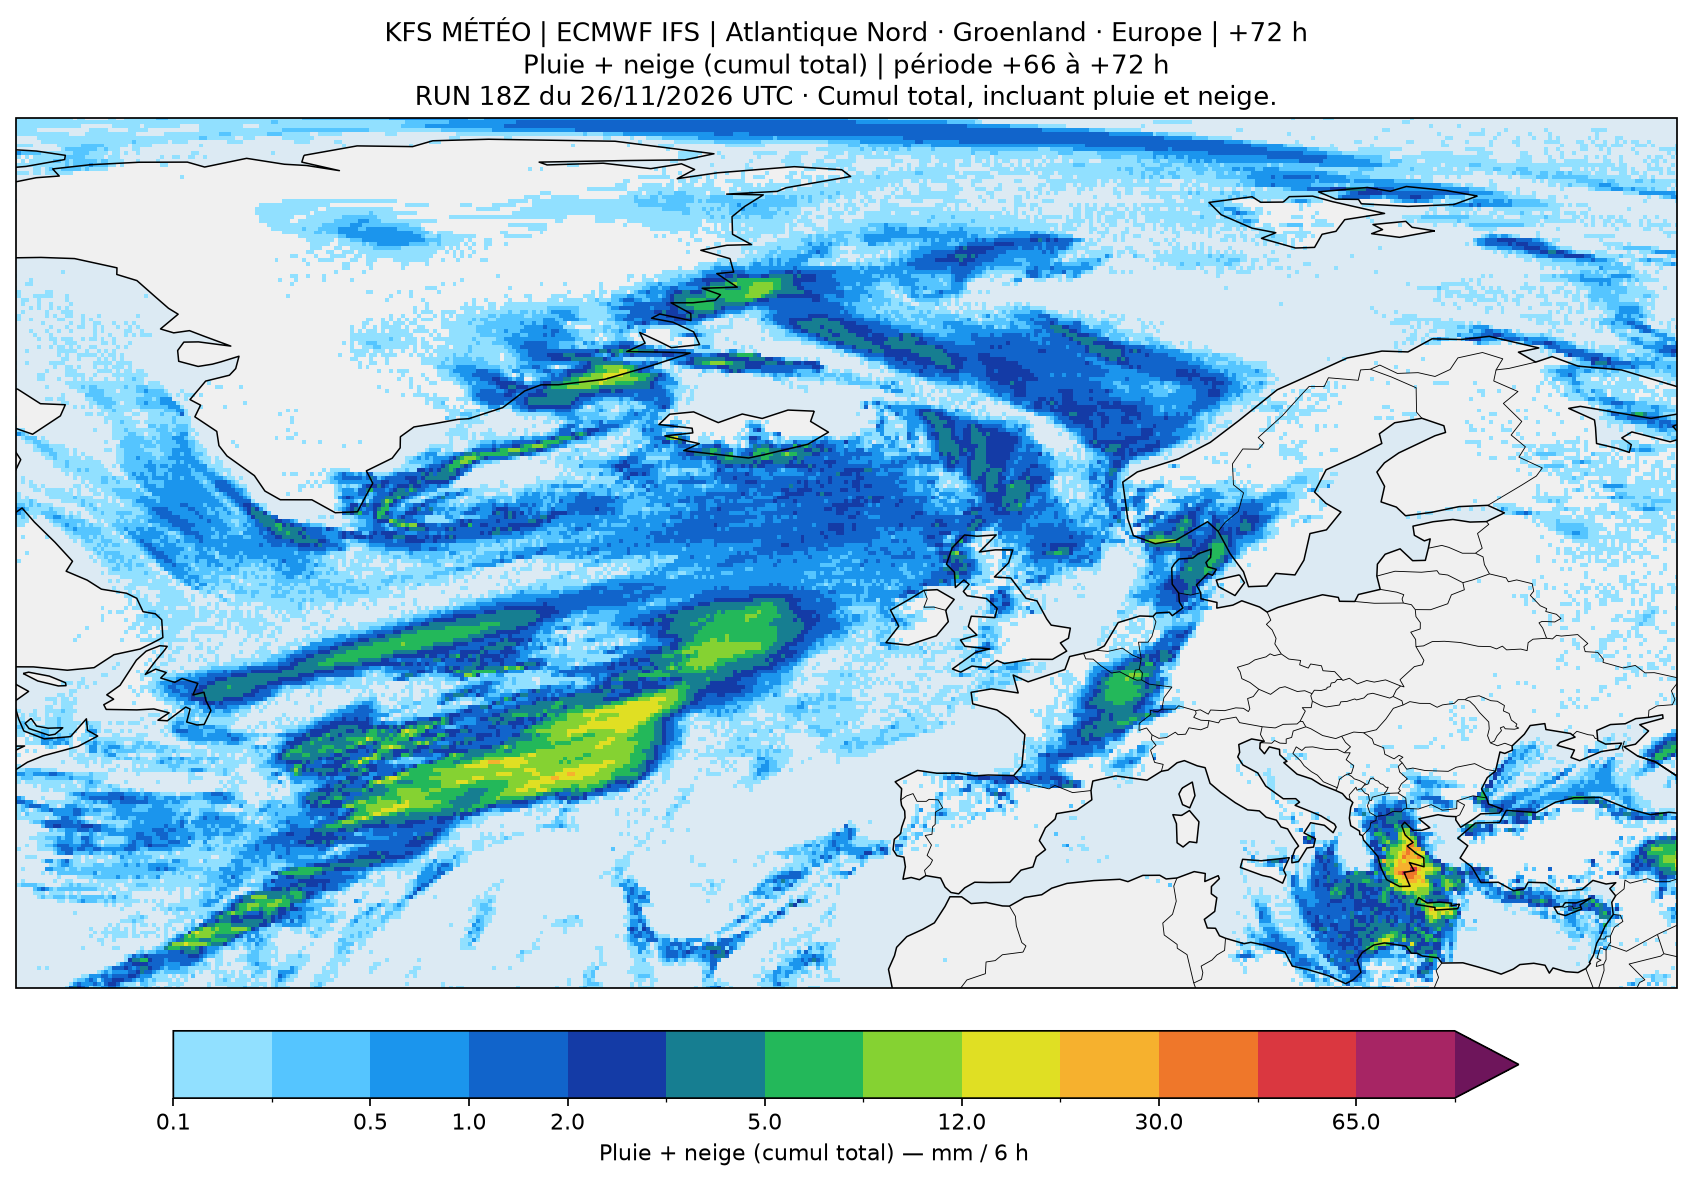 KFS MÉTÉO | ECMWF IFS | Atlantique Nord · Groenland · Europe | +72 h
Pluie + neige (cumul total) | période +66 à +72 h
RUN 18Z du 26/11/2026 UTC · Cumul total, incluant pluie et neige.
0.1 0.5 1.0 2.0 5.0 12.0 30.0 65.0
Pluie + neige (cumul total) — mm / 6 h